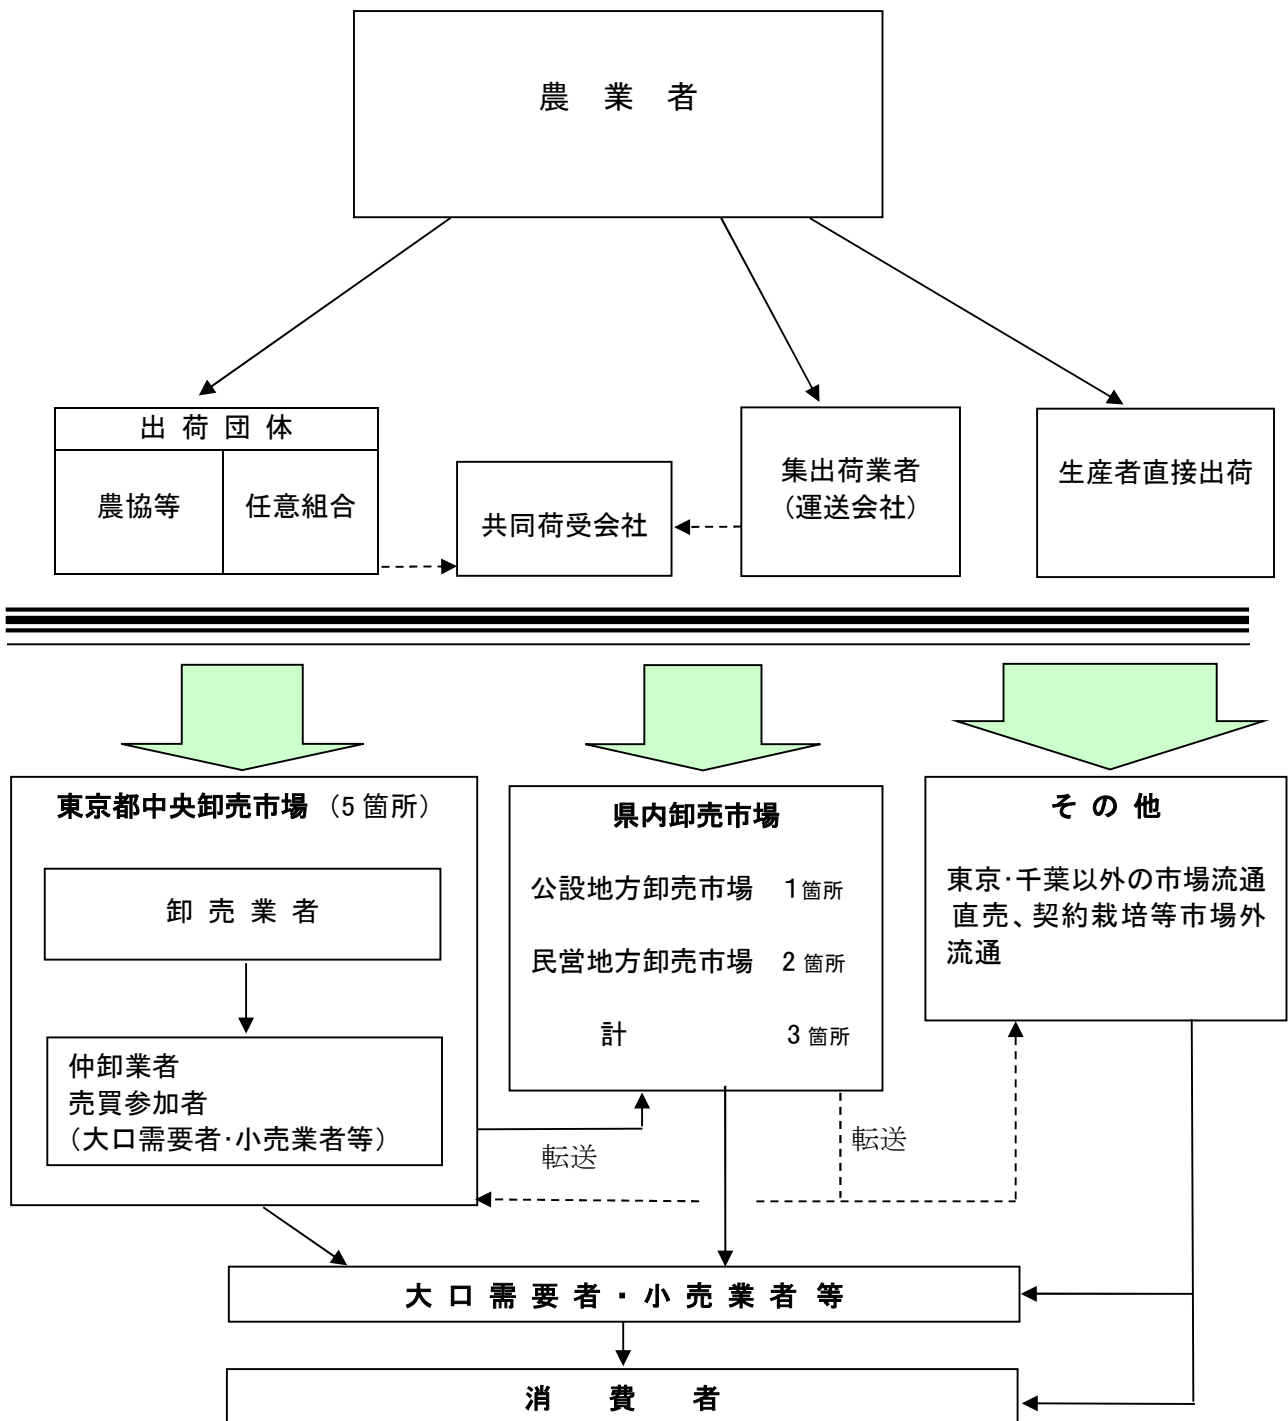 農 業 者
出 荷 団 体
農協等
任意組合
共同荷受会社
集出荷業者
(運送会社)
生産者直接出荷
東京都中央卸売市場 (5箇所)
卸 売 業 者
仲卸業者
売買参加者
(大口需要者・小売業者等)
県内卸売市場
公設地方卸売市場 1箇所
民営地方卸売市場 2箇所
計 3箇所
そ の 他
東京・千葉以外の市場流通
直売、契約栽培等市場外
流通
転送
転送
大 口 需 要 者 ・ 小 売 業 者 等
消 費 者